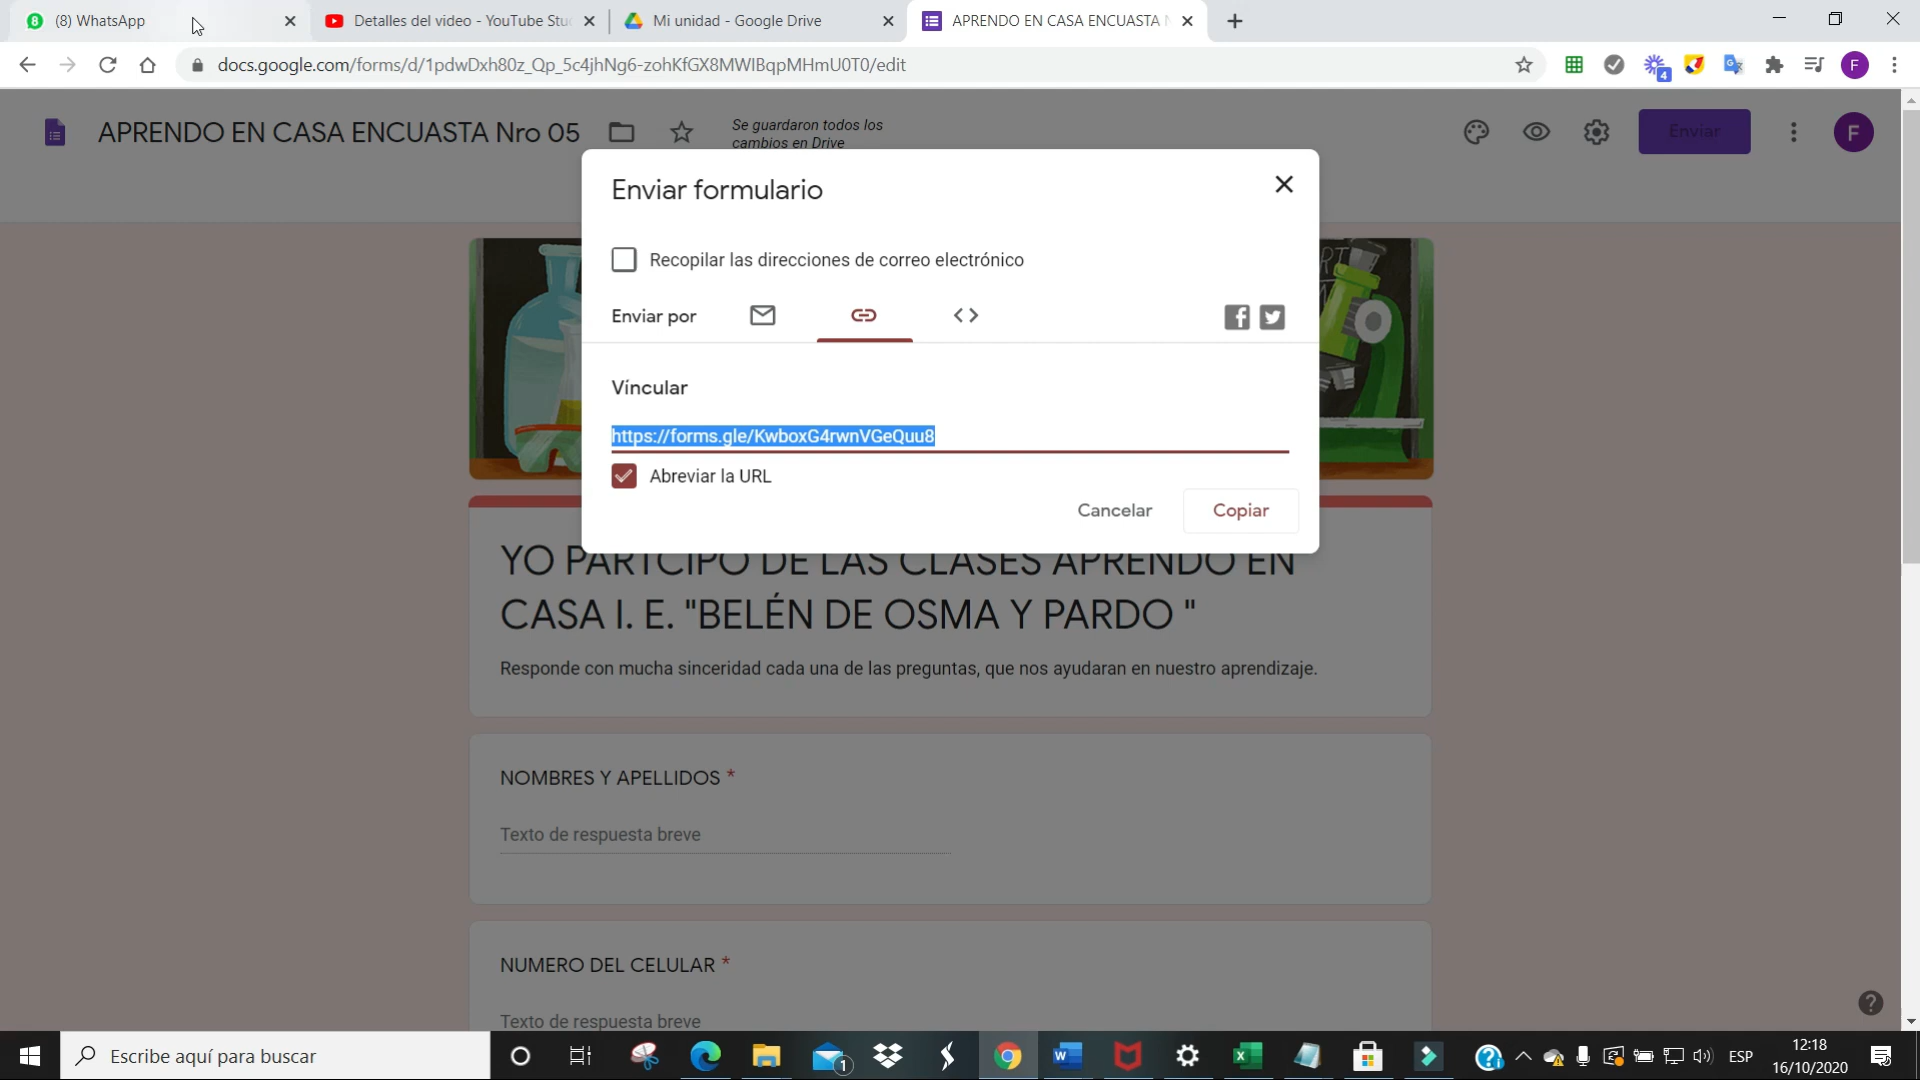 (8) WhatsApp
Detalles del video - YouTube Stu
Mi unidad - Google Drive
APRENDO EN CASA ENCUASTA N
docs.google.com/forms/d/1pdwDxh80z_Qp_5c4jhNg6-zohKfGX8MWIBqpMHmU0T0/edit
4
F
APRENDO EN CASA ENCUASTA Nro 05
Se guardaron todos los
cambios en Drive
Enviar
F
Enviar formulario
Recopilar las direcciones de correo electrónico
Enviar por
Víncular
https://forms.gle/KwboxG4rwnVGeQuu8
Abreviar la URL
Cancelar
Copiar
YO PARTCIPO DE LAS CLASES APRENDO EN
CASA I. E. "BELÉN DE OSMA Y PARDO "
Responde con mucha sinceridad cada una de las preguntas, que nos ayudaran en nuestro aprendizaje.
NOMBRES Y APELLIDOS *
Texto de respuesta breve
NUMERO DEL CELULAR *
Texto de respuesta breve
Escribe aquí para buscar
1
ESP
12:18
16/10/2020